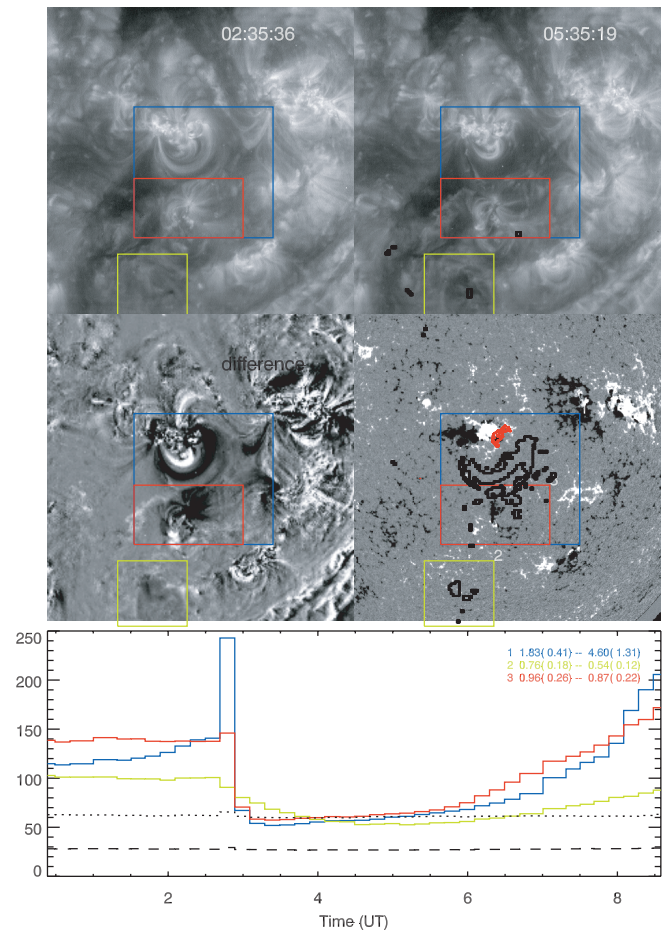 02:35:36 05:35:19
difference
2
250
200
150
100
50
0
1 1.83( 0.41) -- 4.60( 1.31)
2 0.76( 0.18) -- 0.54( 0.12)
3 0.96( 0.26) -- 0.87( 0.22)
2 4 6 8
Time (UT)